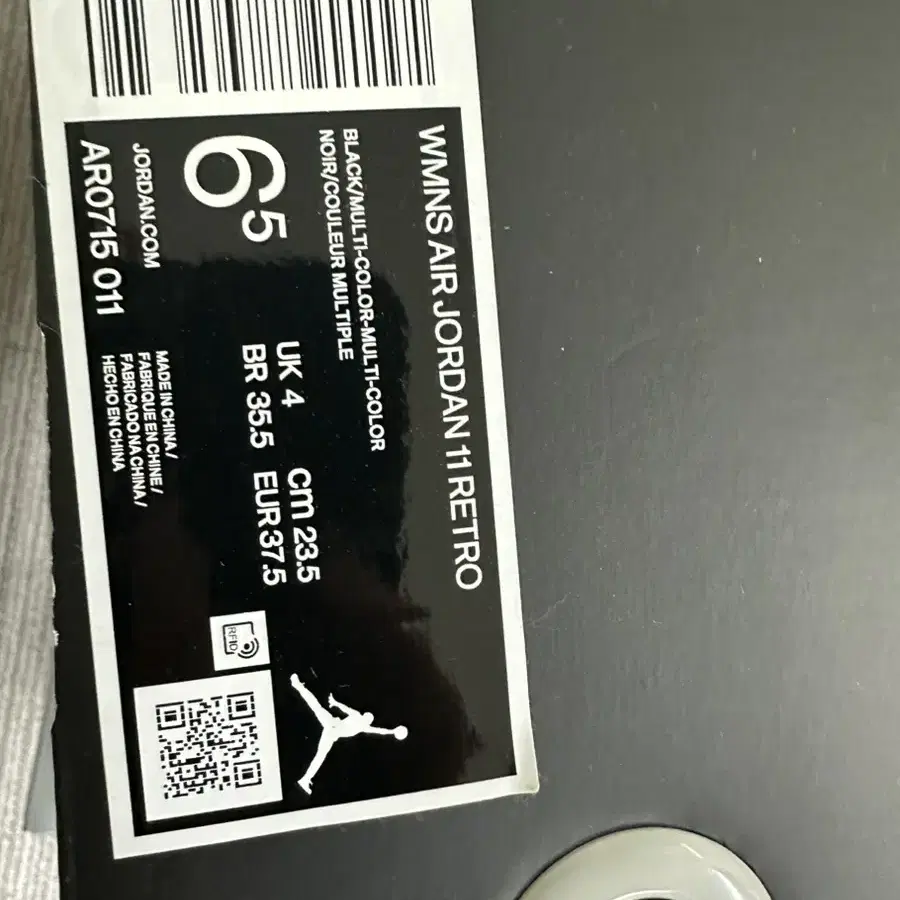 WMNS AIR JORDAN 11 RETRO
BLACK/MULTI-COLOR-MULTI-COLOR
NOIR/COULEUR MULTIPLE
6 5
UK 4 cm 23.5
BR 35.5 EUR 37.5
JORDAN.COM
AR0715 011
MADE IN CHINA/
FABRIQUE EN CHINE/
FABRICADO NA CHINA/
HECHO EN CHINA
RFID